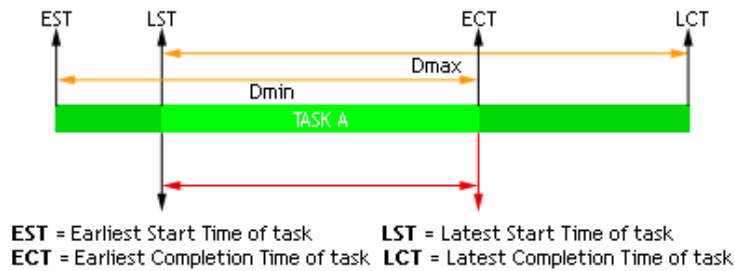 EST LST ECT LCT
Dmax
Dmin
TASK A
EST = Earliest Start Time of task LST = Latest Start Time of task
ECT = Earliest Completion Time of task LCT = Latest Completion Time of task